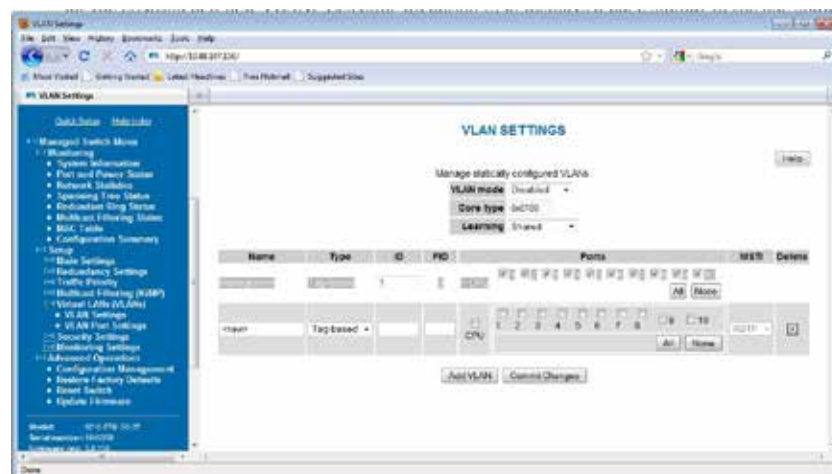 VLAN Settings
File Edit View History Bookmarks Tools Help
Most Visited Getting Started Latest Headlines Free Hotmail Suggested Sites
VLAN Settings
Quick Setup Help Index
Managed Switch Menu
Monitoring
System Information
Port and Power Status
Network Statistics
Spanning Tree Status
Redundant Ring Status
Multicast Filtering Status
MAC Table
Configuration Summary
Setup
Main Settings
Redundancy Settings
Traffic Priority
Multicast Filtering (IGMP)
Virtual LANs (VLANs)
VLAN Settings
VLAN Port Settings
Security Settings
Monitoring Settings
Advanced Operations
Configuration Management
Restore Factory Defaults
Reset Switch
Update Firmware
Model:
Serial number:
VLAN SETTINGS
Help
Manage statically configured VLANs
VLAN mode Disabled
Core type
Learning Shared
Name Type ID FID Ports MSTI Delete
1
All None
Tag-based
CPU 1 2 3 4 5 6 7 8 9 10
All None
Add VLAN Commit Changes
Done